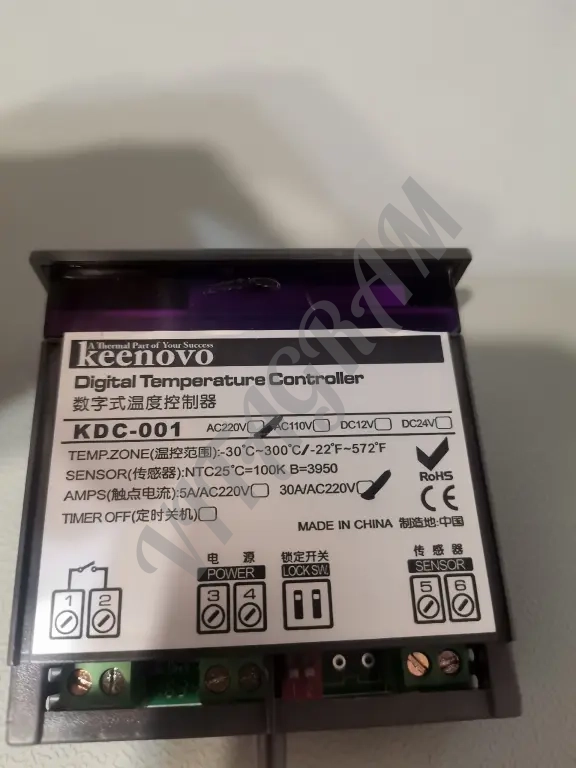 A Thermal Part of Your Success
keenovo
Digital Temperature Controller
数字式温度控制器
KDC-001 AC220V AC110V DC12V DC24V
TEMP.ZONE(温控范围):-30°C~300°C/-22°F~572°F
SENSOR(传感器):NTC25°C=100K B=3950
AMPS(触点电流):5A/AC220V 30A/AC220V
RoHS
TIMER OFF(定时关机)
CE
MADE IN CHINA 制造地:中国
电 源 锁定开关 传 感 器
POWER LOCK SW. SENSOR
1 2 3 4 5 6
VITAGRAM